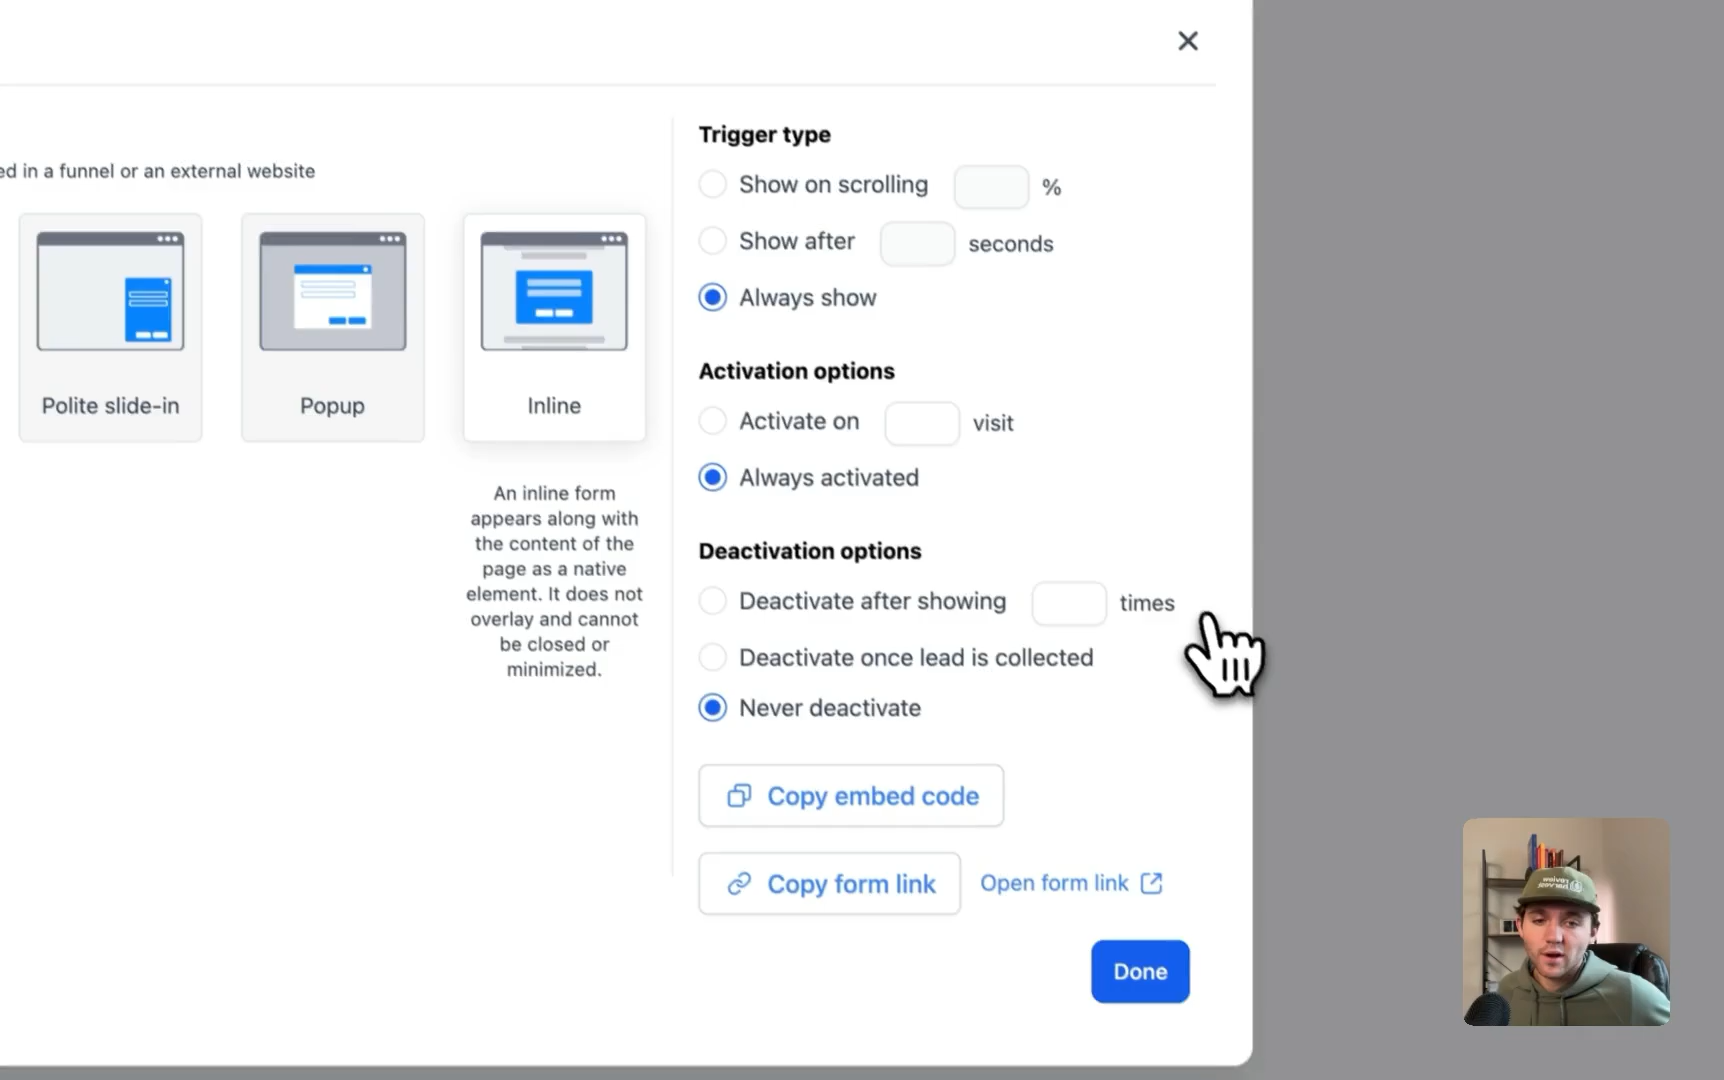 ed in a funnel or an external website
Polite slide-in
Popup
Inline
An inline form
appears along with
the content of the
page as a native
element. It does not
overlay and cannot
be closed or
minimized.
Trigger type
Show on scrolling %
Show after seconds
Always show
Activation options
Activate on visit
Always activated
Deactivation options
Deactivate after showing times
Deactivate once lead is collected
Never deactivate
Copy embed code
Copy form link
Open form link
Done